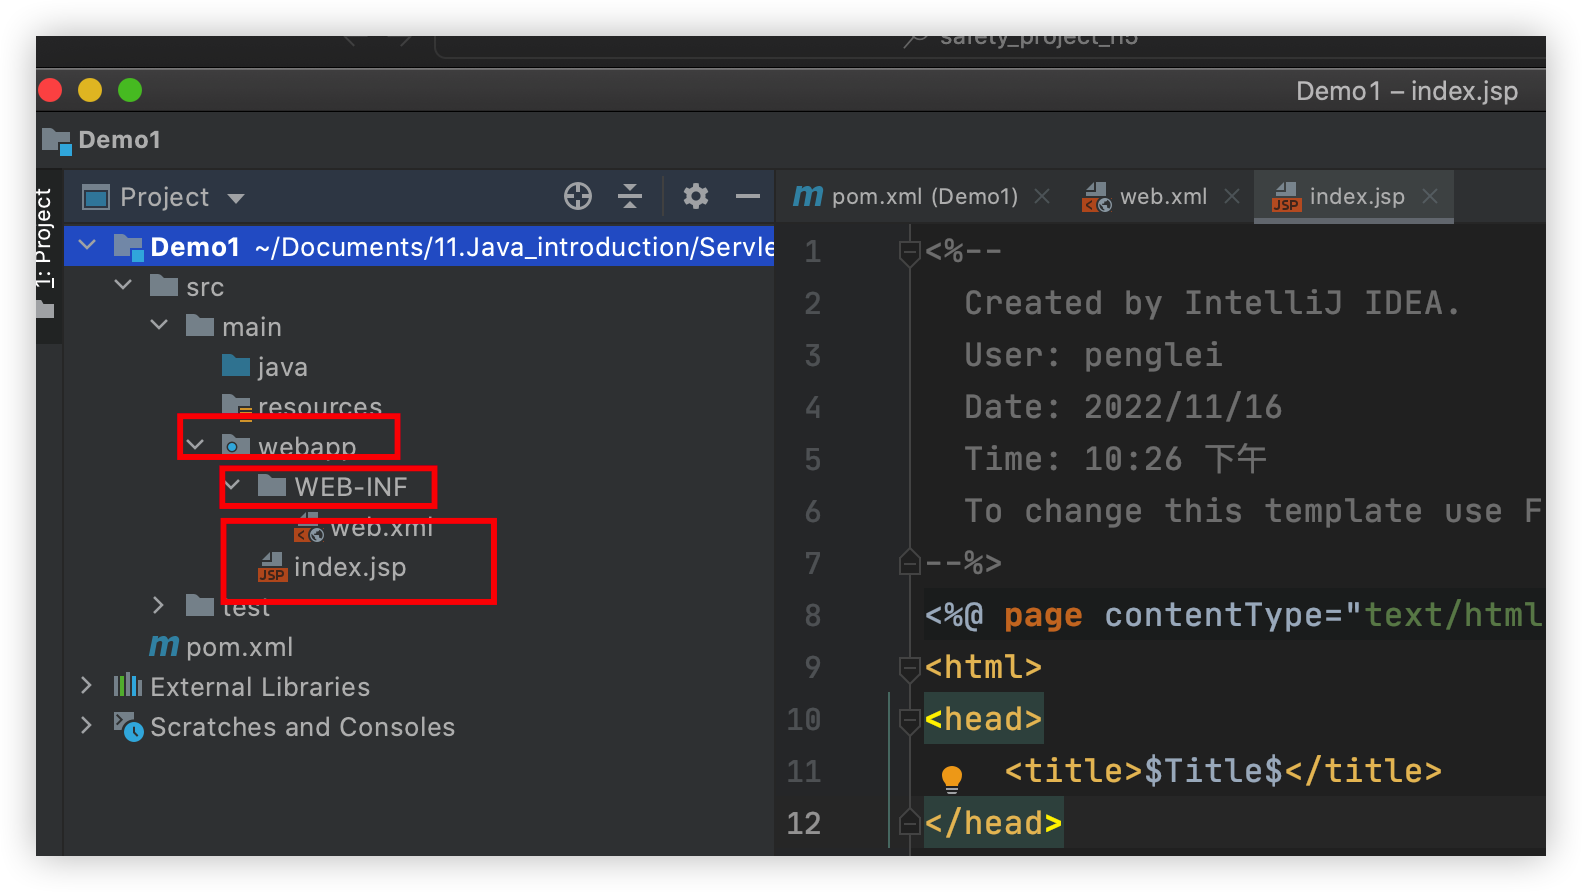 safety_project_h5
Demo1 – index.jsp
Demo1
1: Project
Project
pom.xml (Demo1)
web.xml
index.jsp
Demo1 ~/Documents/11.Java_introduction/Servle
src
main
java
resources
webapp
WEB-INF
web.xml
index.jsp
test
pom.xml
External Libraries
Scratches and Consoles
1 <%--
2 Created by IntelliJ IDEA.
3 User: penglei
4 Date: 2022/11/16
5 Time: 10:26 下午
6 To change this template use F
7 --%>
8 <%@ page contentType="text/html
9 <html>
10 <head>
11 <title>$Title$</title>
12 </head>